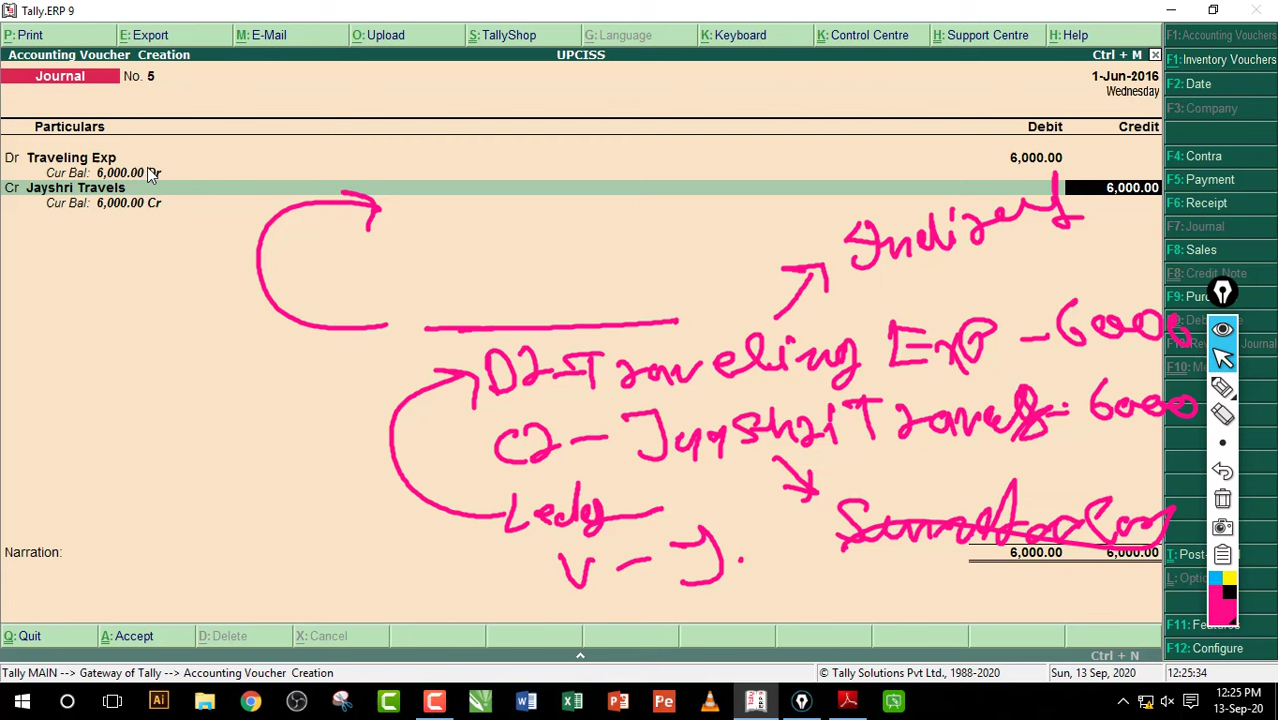 Tally.ERP 9
P: Print E: Export M: E-Mail O: Upload S: TallyShop G: Language K: Keyboard K: Control Centre H: Support Centre H: Help
F1: Accounting Vouchers
Accounting Voucher Creation UPCISS Ctrl + M
F1: Inventory Vouchers
Journal No. 5 1-Jun-2016
Wednesday
F2: Date
F3: Company
Particulars Debit Credit
Dr Traveling Exp 6,000.00
Cur Bal: 6,000.00
Cr Jayshri Travels 6,000.00
Cur Bal: 6,000.00 Cr
F4: Contra
F5: Payment
F6: Receipt
F7: Journal
F8: Sales
F8: Credit Note
Indirect
Traveling Exp - 6000
Cr - Jayshri Travels - 6000
V - J.
Narration: 6,000.00 6,000.00
F11:
F12: Configure
Q: Quit A: Accept D: Delete X: Cancel
Ctrl + N
Tally MAIN --> Gateway of Tally --> Accounting Voucher Creation © Tally Solutions Pvt Ltd., 1988-2020 Sun, 13 Sep, 2020 12:25:34
Ai W X P Pe
12:25 PM
13-Sep-20